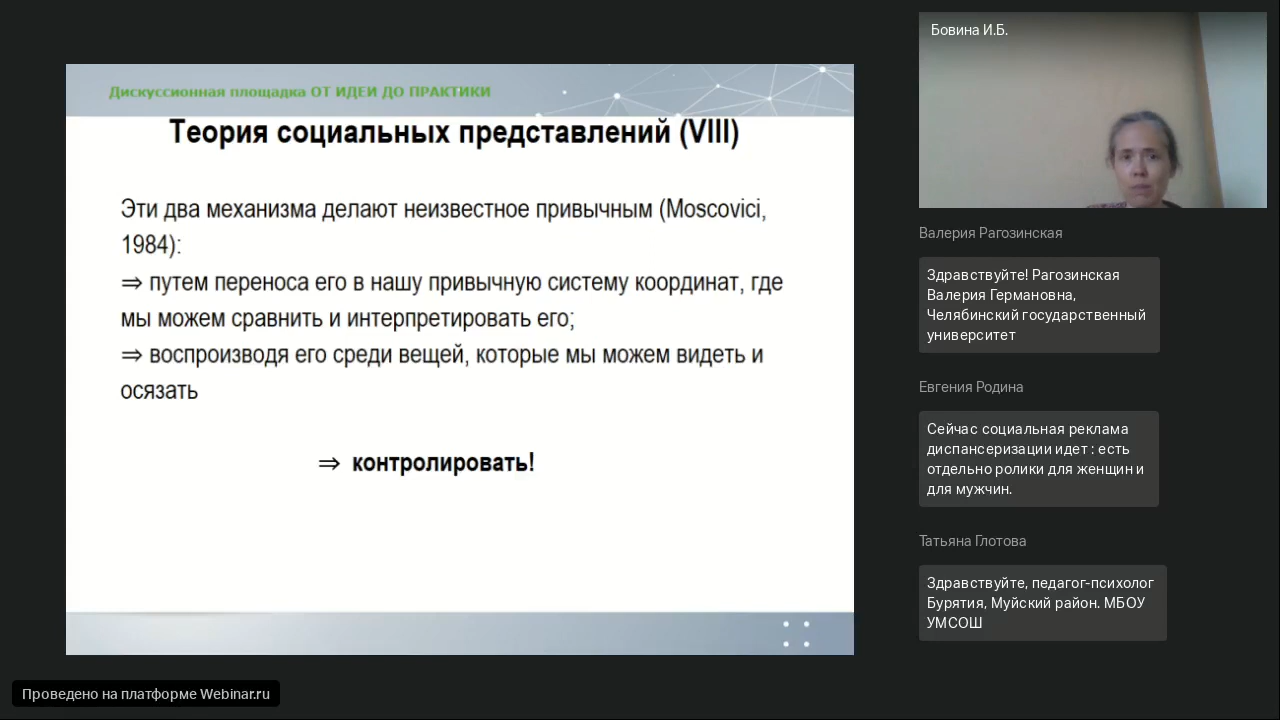 Дискуссионная площадка ОТ ИДЕИ ДО ПРАКТИКИ
Теория социальных представлений (VIII)
Эти два механизма делают неизвестное привычным (Moscovici,
1984):
⇒ путем переноса его в нашу привычную систему координат, где
мы можем сравнить и интерпретировать его;
⇒ воспроизводя его среди вещей, которые мы можем видеть и
осязать
⇒ контролировать!
Бовина И.Б.
Валерия Рагозинская
Здравствуйте! Рагозинская
Валерия Германовна,
Челябинский государственный
университет
Евгения Родина
Сейчас социальная реклама
диспансеризации идет : есть
отдельно ролики для женщин и
для мужчин.
Татьяна Глотова
Здравствуйте, педагог-психолог
Бурятия, Муйский район. МБОУ
УМСОШ
Проведено на платформе Webinar.ru